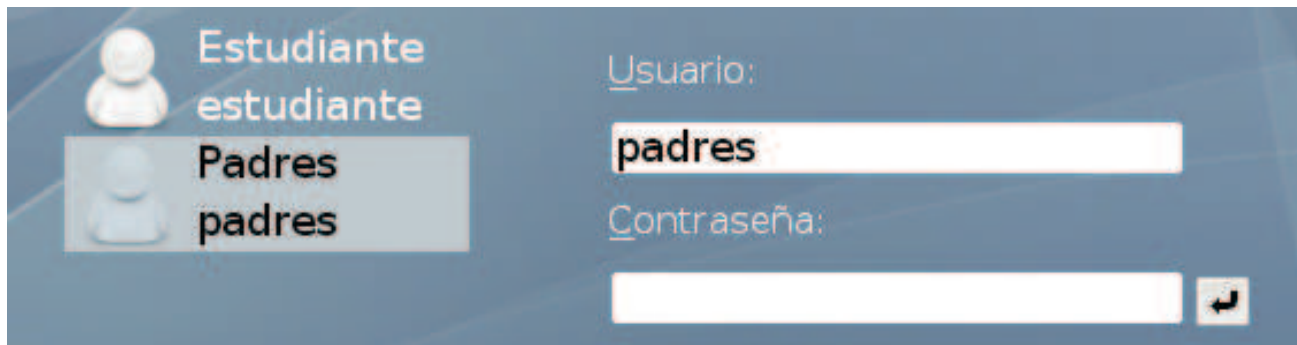 Estudiante
estudiante
Padres
padres
Usuario:
padres
Contraseña: